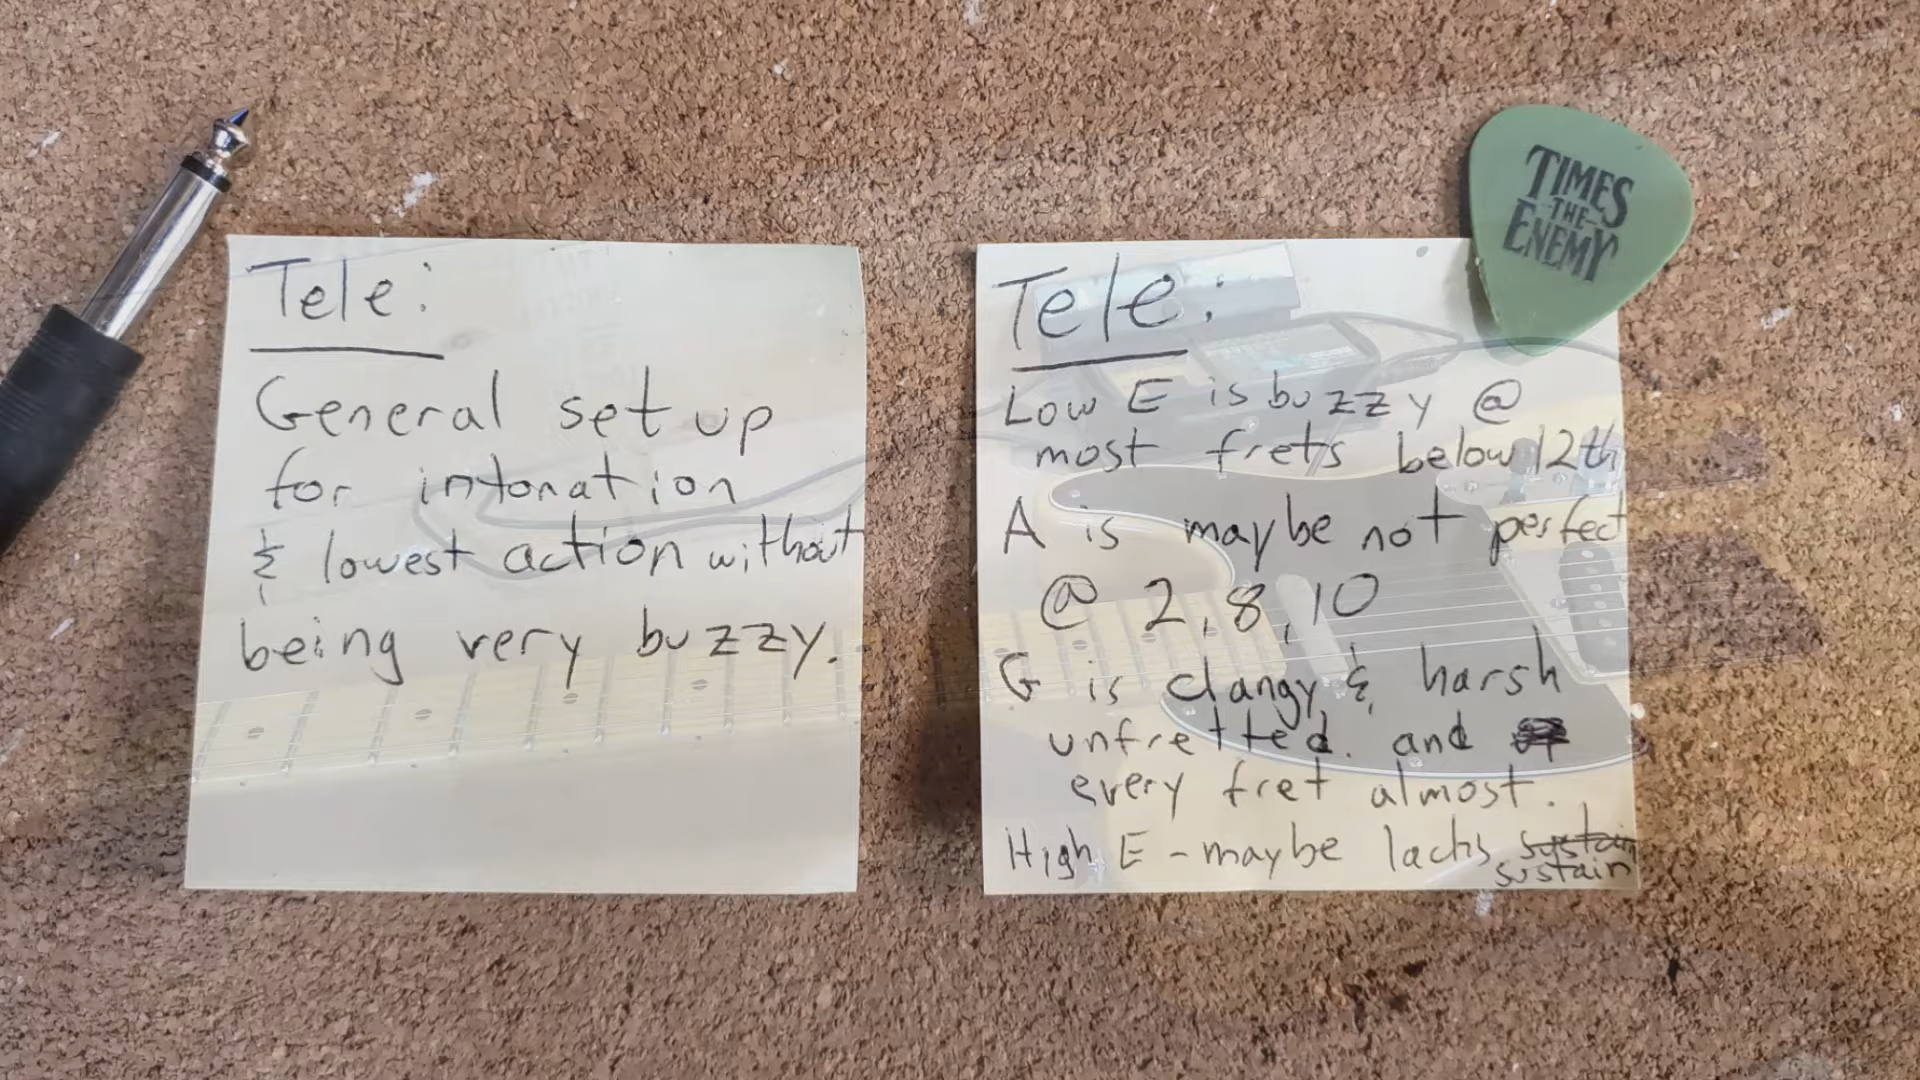 Tele:
General set up
for intonation
& lowest action without
being very buzzy.
TIMES
THE
ENEMY
Tele:
Low E is buzzy @
most frets below 12th
A is maybe not perfect
@ 2, 8, 10
G is clangy & harsh
unfretted. and
every fret almost.
High E - maybe lacks sustain
sustain